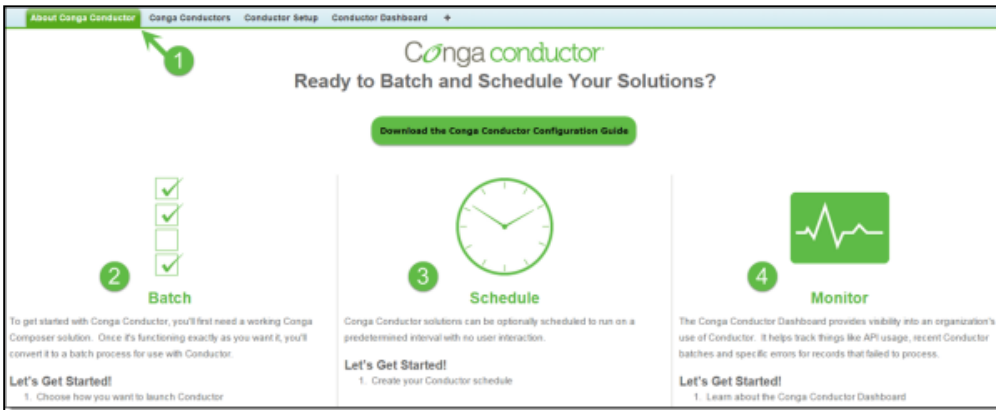 About Conga Conductor Conga Conductors Conductor Setup Conductor Dashboard +
1
Conga conductor
Ready to Batch and Schedule Your Solutions?
Download the Conga Conductor Configuration Guide
2
Batch
To get started with Conga Conductor, you'll first need a working Conga
Composer solution. Once it's functioning exactly as you want it, you'll
convert it to a batch process for use with Conductor.
Let's Get Started!
1. Choose how you want to launch Conductor
3
Schedule
Conga Conductor solutions can be optionally scheduled to run on a
predetermined interval with no user interaction.
Let's Get Started!
1. Create your Conductor schedule
4
Monitor
The Conga Conductor Dashboard provides visibility into an organization's
use of Conductor. It helps track things like API usage, recent Conductor
batches and specific errors for records that failed to process.
Let's Get Started!
1. Learn about the Conga Conductor Dashboard